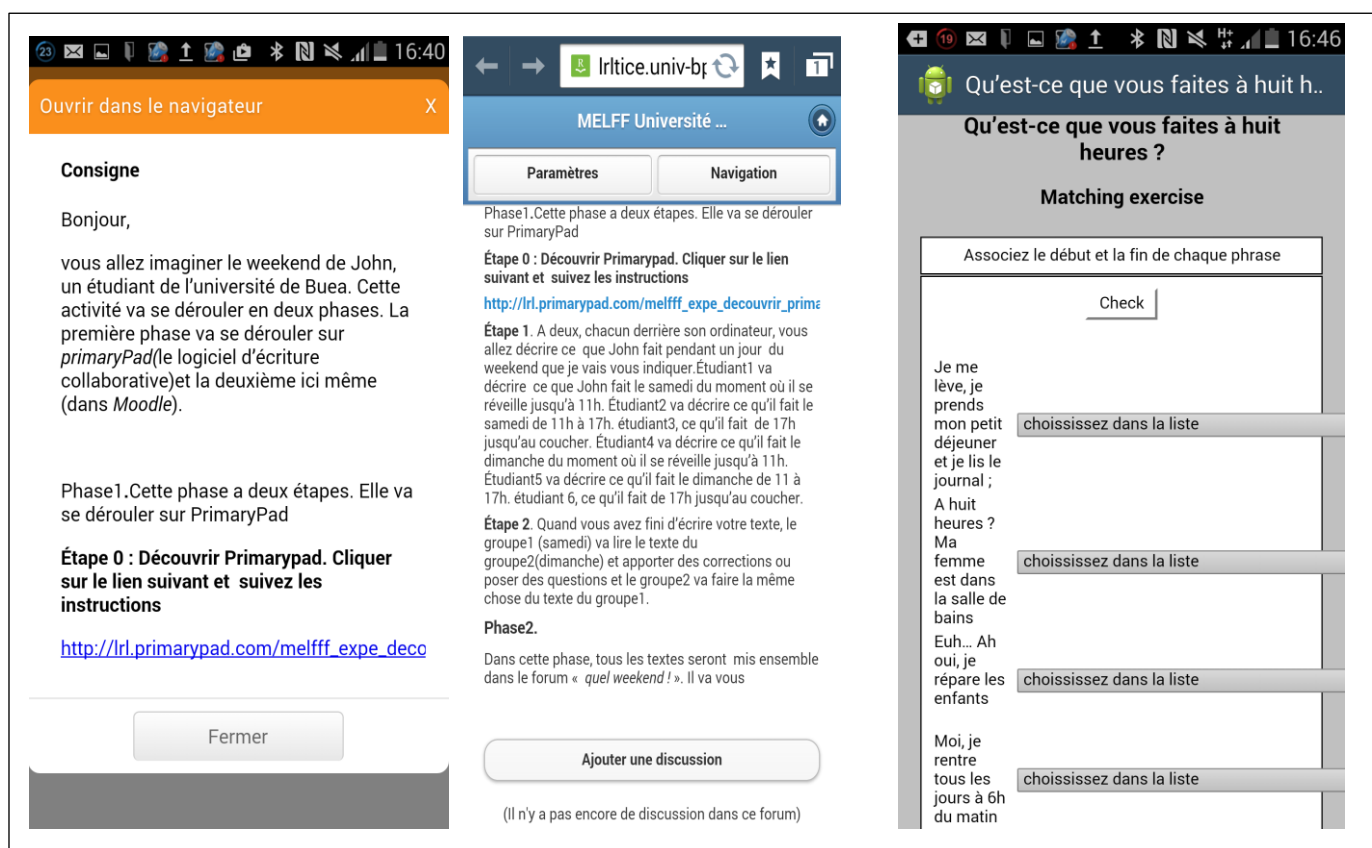 23
16:40
Ouvrir dans le navigateur X
Consigne
Bonjour,
vous allez imaginer le weekend de John,
un étudiant de l'université de Buea. Cette
activité va se dérouler en deux phases. La
première phase va se dérouler sur
primaryPad(le logiciel d'écriture
collaborative)et la deuxième ici même
(dans Moodle).
Phase1.Cette phase a deux étapes. Elle va
se dérouler sur PrimaryPad
Étape 0 : Découvrir Primarypad. Cliquer
sur le lien suivant et suivez les
instructions
http://lrl.primarypad.com/melfff_expe_deco
Fermer
lrltice.univ-bp
1
MELFF Université ...
Paramètres Navigation
Phase1.Cette phase a deux étapes. Elle va se dérouler
sur PrimaryPad
Étape 0 : Découvrir Primarypad. Cliquer sur le lien
suivant et suivez les instructions
http://lrl.primarypad.com/melfff_expe_decouvrir_prima
Étape 1. A deux, chacun derrière son ordinateur, vous
allez décrire ce que John fait pendant un jour du
weekend que je vais vous indiquer.Étudiant1 va
décrire ce que John fait le samedi du moment où il se
réveille jusqu'à 11h. Étudiant2 va décrire ce qu'il fait le
samedi de 11h à 17h. étudiant3, ce qu'il fait de 17h
jusqu'au coucher. Étudiant4 va décrire ce qu'il fait le
dimanche du moment où il se réveille jusqu'à 11h.
Étudiant5 va décrire ce qu'il fait le dimanche de 11 à
17h. étudiant 6, ce qu'il fait de 17h jusqu'au coucher.
Étape 2. Quand vous avez fini d'écrire votre texte, le
groupe1 (samedi) va lire le texte du
groupe2(dimanche) et apporter des corrections ou
poser des questions et le groupe2 va faire la même
chose du texte du groupe1.
Phase2.
Dans cette phase, tous les textes seront mis ensemble
dans le forum « quel weekend ! ». Il va vous
Ajouter une discussion
(Il n'y a pas encore de discussion dans ce forum)
19
H+
16:46
Qu'est-ce que vous faites à huit h..
Qu'est-ce que vous faites à huit
heures ?
Matching exercise
Associez le début et la fin de chaque phrase
Check
Je me
lève, je
prends
mon petit choississez dans la liste
déjeuner
et je lis le
journal ;
A huit
heures ?
Ma
femme choississez dans la liste
est dans
la salle de
bains
Euh... Ah
oui, je
répare les choississez dans la liste
enfants
Moi, je
rentre
tous les choississez dans la liste
jours à 6h
du matin